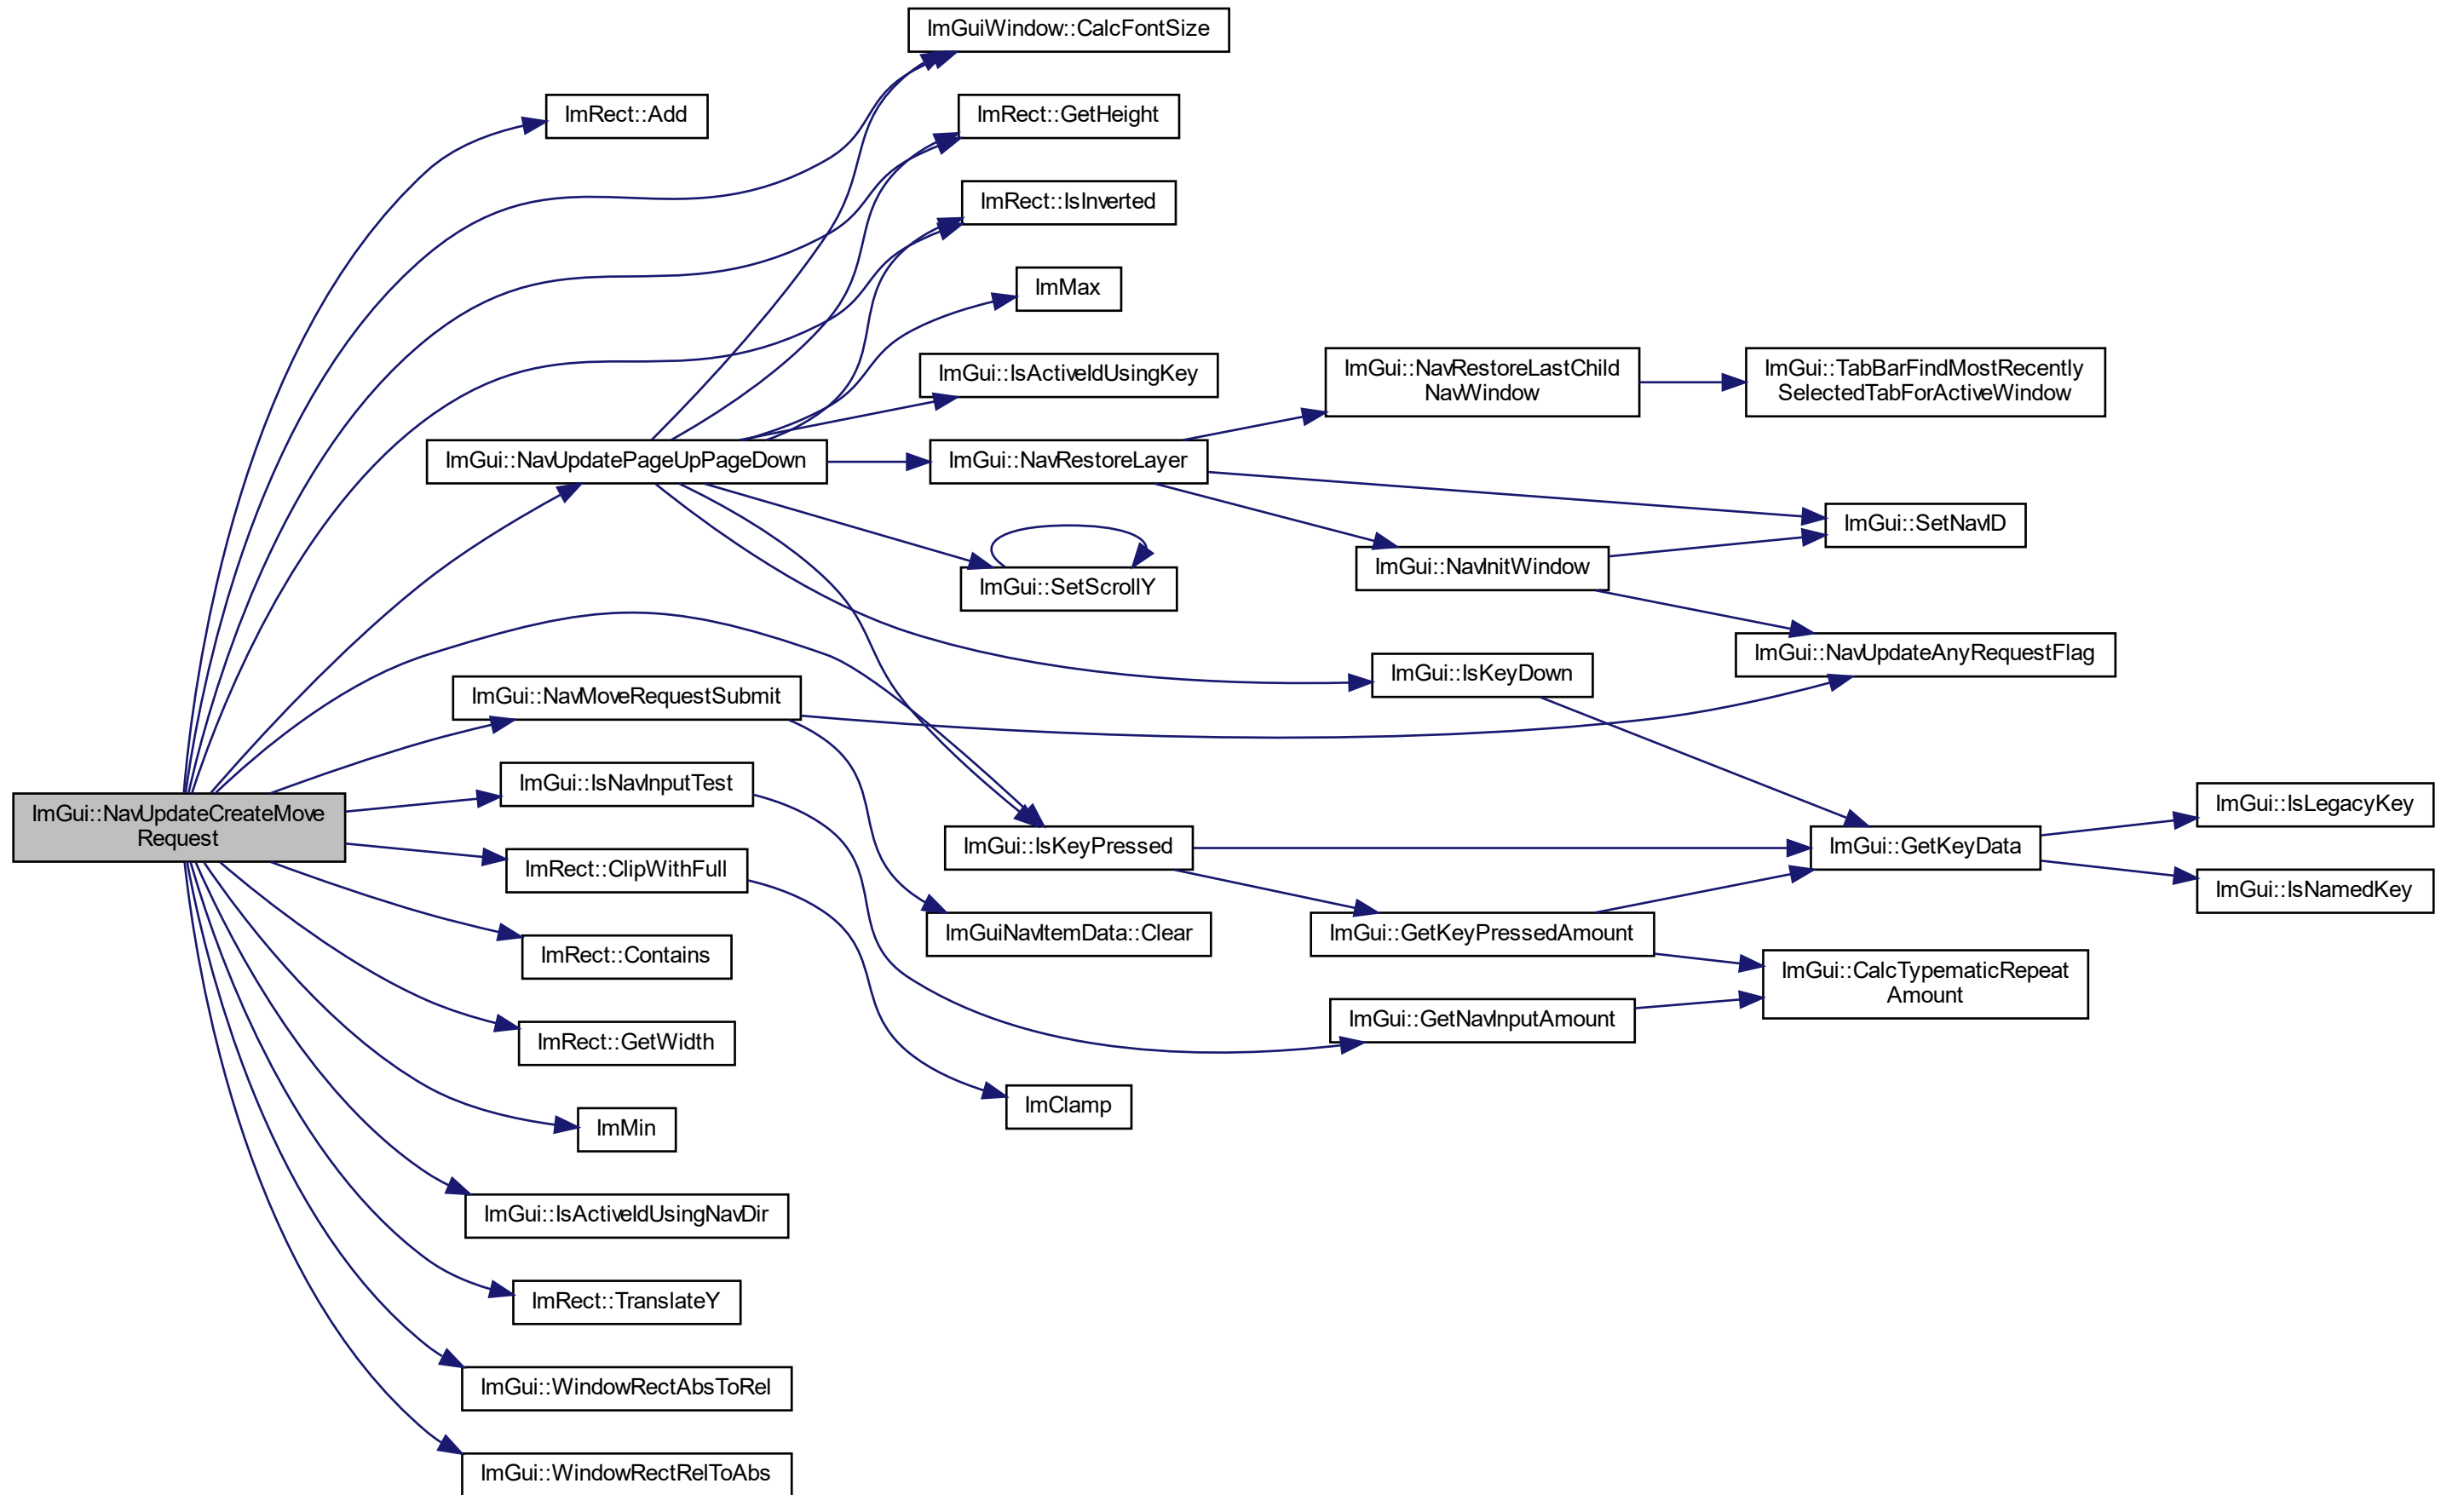 ImGuiWindow::CalcFontSize
ImRect::Add
ImRect::GetHeight
ImRect::IsInverted
ImMax
ImGui::IsActiveIdUsingKey
ImGui::NavRestoreLastChild
NavWindow
ImGui::TabBarFindMostRecently
SelectedTabForActiveWindow
ImGui::NavUpdatePageUpPageDown
ImGui::NavRestoreLayer
ImGui::SetNavID
ImGui::NavInitWindow
ImGui::SetScrollY
ImGui::NavUpdateAnyRequestFlag
ImGui::IsKeyDown
ImGui::NavMoveRequestSubmit
ImGui::IsNavInputTest
ImGui::IsLegacyKey
ImGui::NavUpdateCreateMove
Request
ImGui::IsKeyPressed
ImGui::GetKeyData
ImRect::ClipWithFull
ImGui::IsNamedKey
ImGuiNavItemData::Clear
ImGui::GetKeyPressedAmount
ImRect::Contains
ImGui::CalcTypematicRepeat
Amount
ImGui::GetNavInputAmount
ImRect::GetWidth
ImClamp
ImMin
ImGui::IsActiveIdUsingNavDir
ImRect::TranslateY
ImGui::WindowRectAbsToRel
ImGui::WindowRectRelToAbs